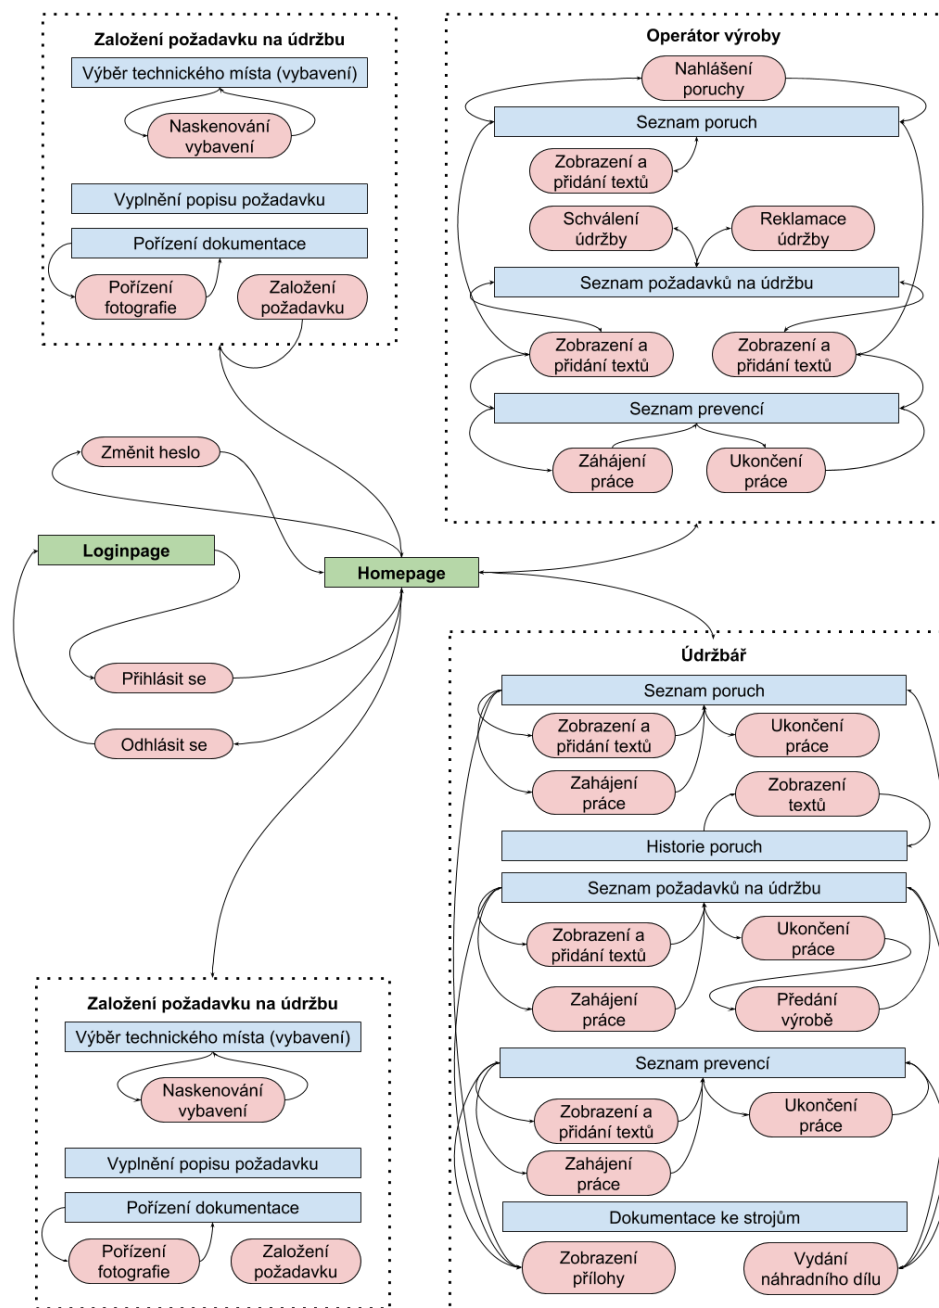 Založení požadavku na údržbu
Výběr technického místa (vybavení)
Naskenování
vybavení
Vyplnění popisu požadavku
Pořízení dokumentace
Pořízení
fotografie
Založení
požadavku
Operátor výroby
Nahlášení
poruchy
Seznam poruch
Zobrazení a
přidání textů
Schválení
údržby
Reklamace
údržby
Seznam požadavků na údržbu
Zobrazení a
přidání textů
Zobrazení a
přidání textů
Seznam prevencí
Záhájení
práce
Ukončení
práce
Změnit heslo
Loginpage
Homepage
Přihlásit se
Odhlásit se
Údržbář
Seznam poruch
Zobrazení a
přidání textů
Ukončení
práce
Zahájení
práce
Zobrazení
textů
Historie poruch
Seznam požadavků na údržbu
Zobrazení a
přidání textů
Ukončení
práce
Zahájení
práce
Předání
výrobě
Seznam prevencí
Zobrazení a
přidání textů
Ukončení
práce
Zahájení
práce
Dokumentace ke strojům
Zobrazení
přílohy
Vydání
náhradního dílu
Založení požadavku na údržbu
Výběr technického místa (vybavení)
Naskenování
vybavení
Vyplnění popisu požadavku
Pořízení dokumentace
Pořízení
fotografie
Založení
požadavku